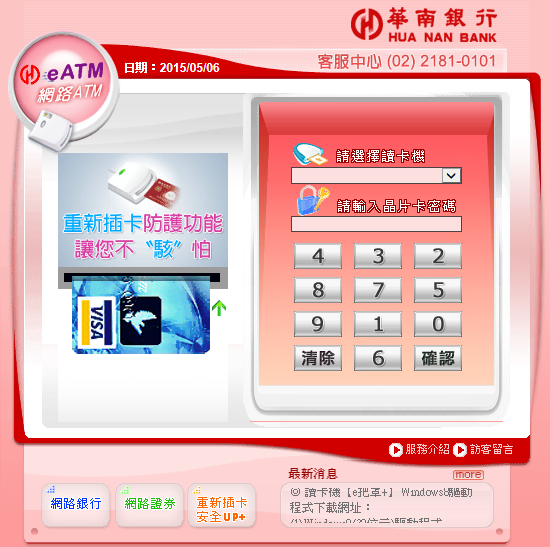 華南銀行
HUA NAN BANK
客服中心 (02) 2181-0101
eATM
網路ATM
日期：2015/05/06
重新插卡防護功能
讓您不〝駭〞怕
VISA
請選擇讀卡機
請輸入晶片卡密碼
4 3 2
8 7 5
9 1 0
清除 6 確認
服務介紹 訪客留言
網路銀行
網路證券
重新插卡
安全UP+
最新消息 more
◎ 讀卡機【e把罩+】Windows8驅動
程式下載網址：